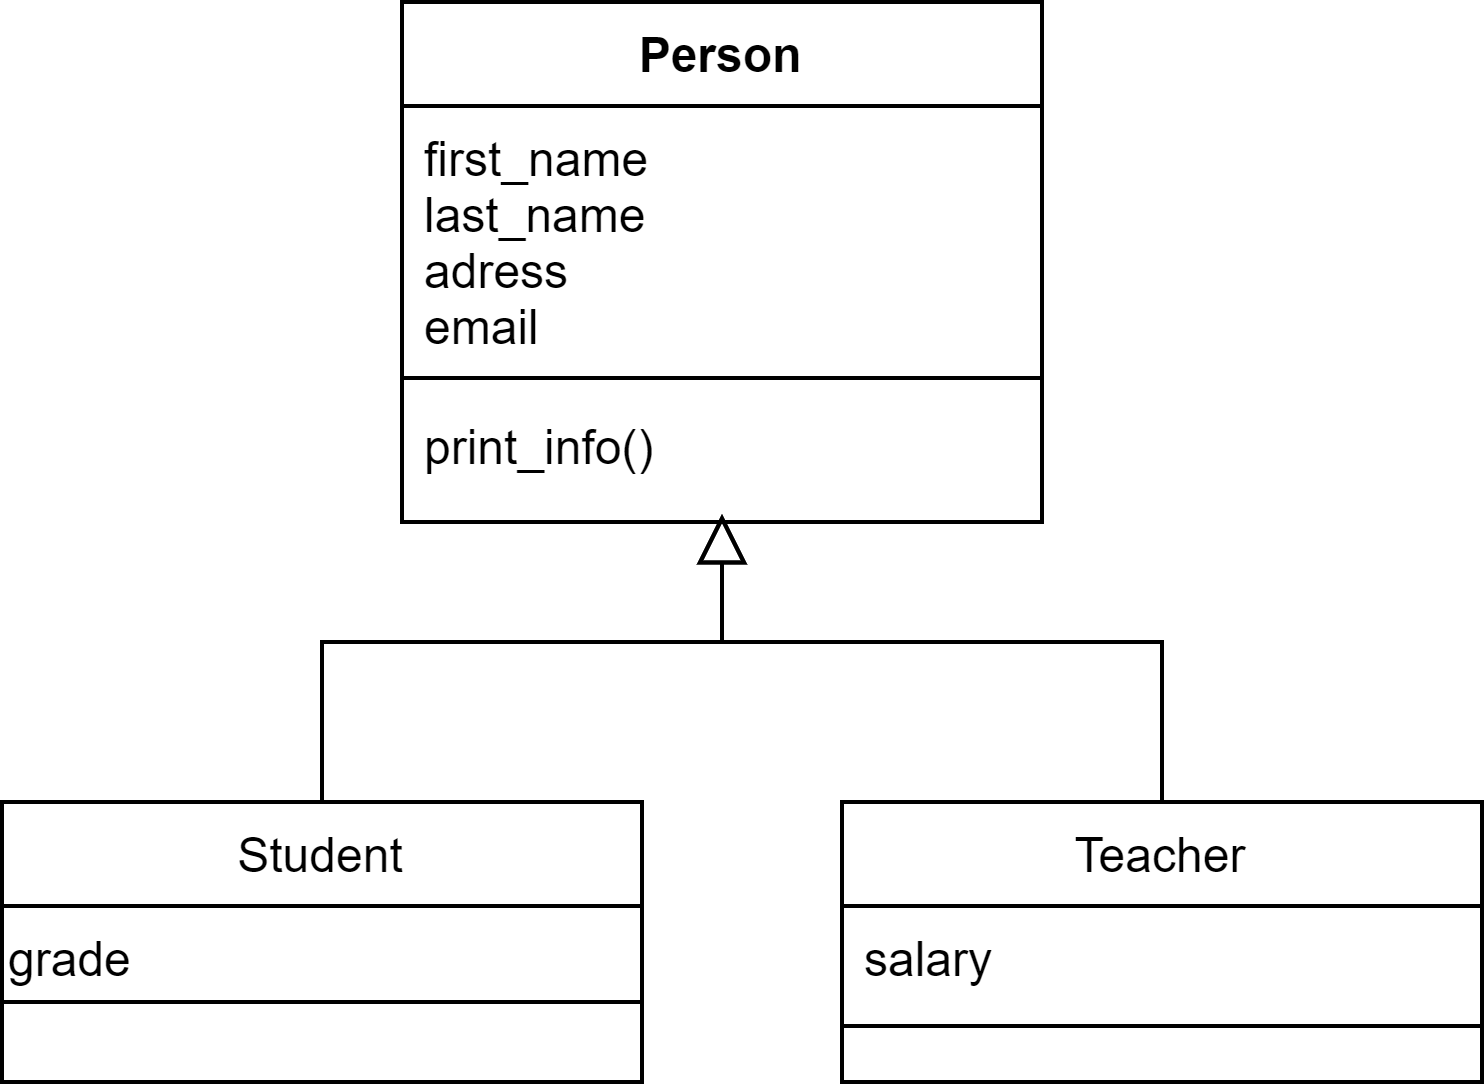 Person
first_name
last_name
adress
email
print_info()
Student
grade
Teacher
salary